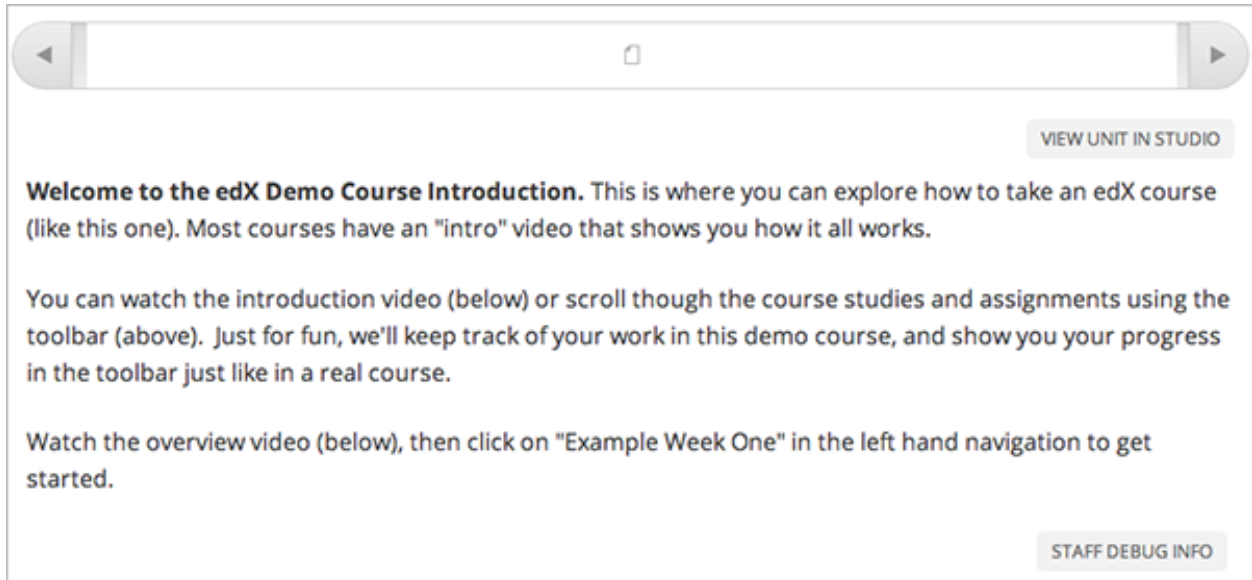 VIEW UNIT IN STUDIO
Welcome to the edX Demo Course Introduction. This is where you can explore how to take an edX course
(like this one). Most courses have an "intro" video that shows you how it all works.
You can watch the introduction video (below) or scroll though the course studies and assignments using the
toolbar (above).  Just for fun, we'll keep track of your work in this demo course, and show you your progress
in the toolbar just like in a real course.
Watch the overview video (below), then click on "Example Week One" in the left hand navigation to get
started.
STAFF DEBUG INFO